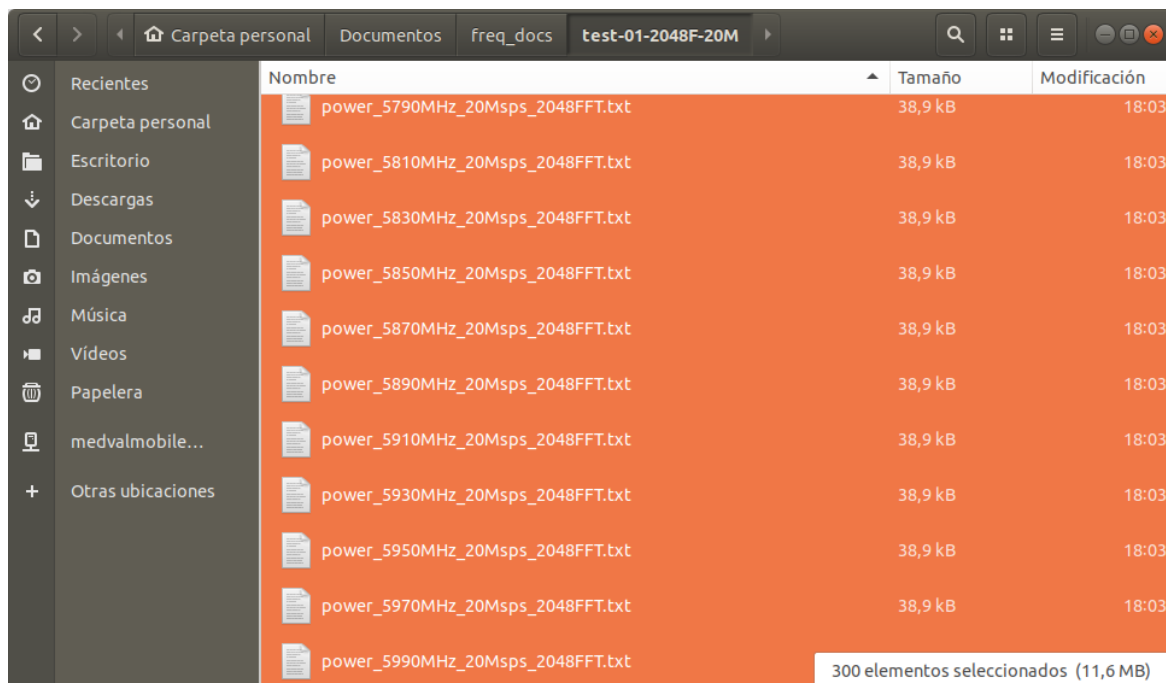 Carpeta personal Documentos freq_docs test-01-2048F-20M
Nombre Tamaño Modificación
Recientes
Carpeta personal
Escritorio
Descargas
Documentos
Imágenes
Música
Vídeos
Papelera
medvalmobile...
Otras ubicaciones
power_5790MHz_20Msps_2048FFT.txt 38,9 kB 18:03
power_5810MHz_20Msps_2048FFT.txt 38,9 kB 18:03
power_5830MHz_20Msps_2048FFT.txt 38,9 kB 18:03
power_5850MHz_20Msps_2048FFT.txt 38,9 kB 18:03
power_5870MHz_20Msps_2048FFT.txt 38,9 kB 18:03
power_5890MHz_20Msps_2048FFT.txt 38,9 kB 18:03
power_5910MHz_20Msps_2048FFT.txt 38,9 kB 18:03
power_5930MHz_20Msps_2048FFT.txt 38,9 kB 18:03
power_5950MHz_20Msps_2048FFT.txt 38,9 kB 18:03
power_5970MHz_20Msps_2048FFT.txt 38,9 kB 18:03
power_5990MHz_20Msps_2048FFT.txt
300 elementos seleccionados (11,6 MB)